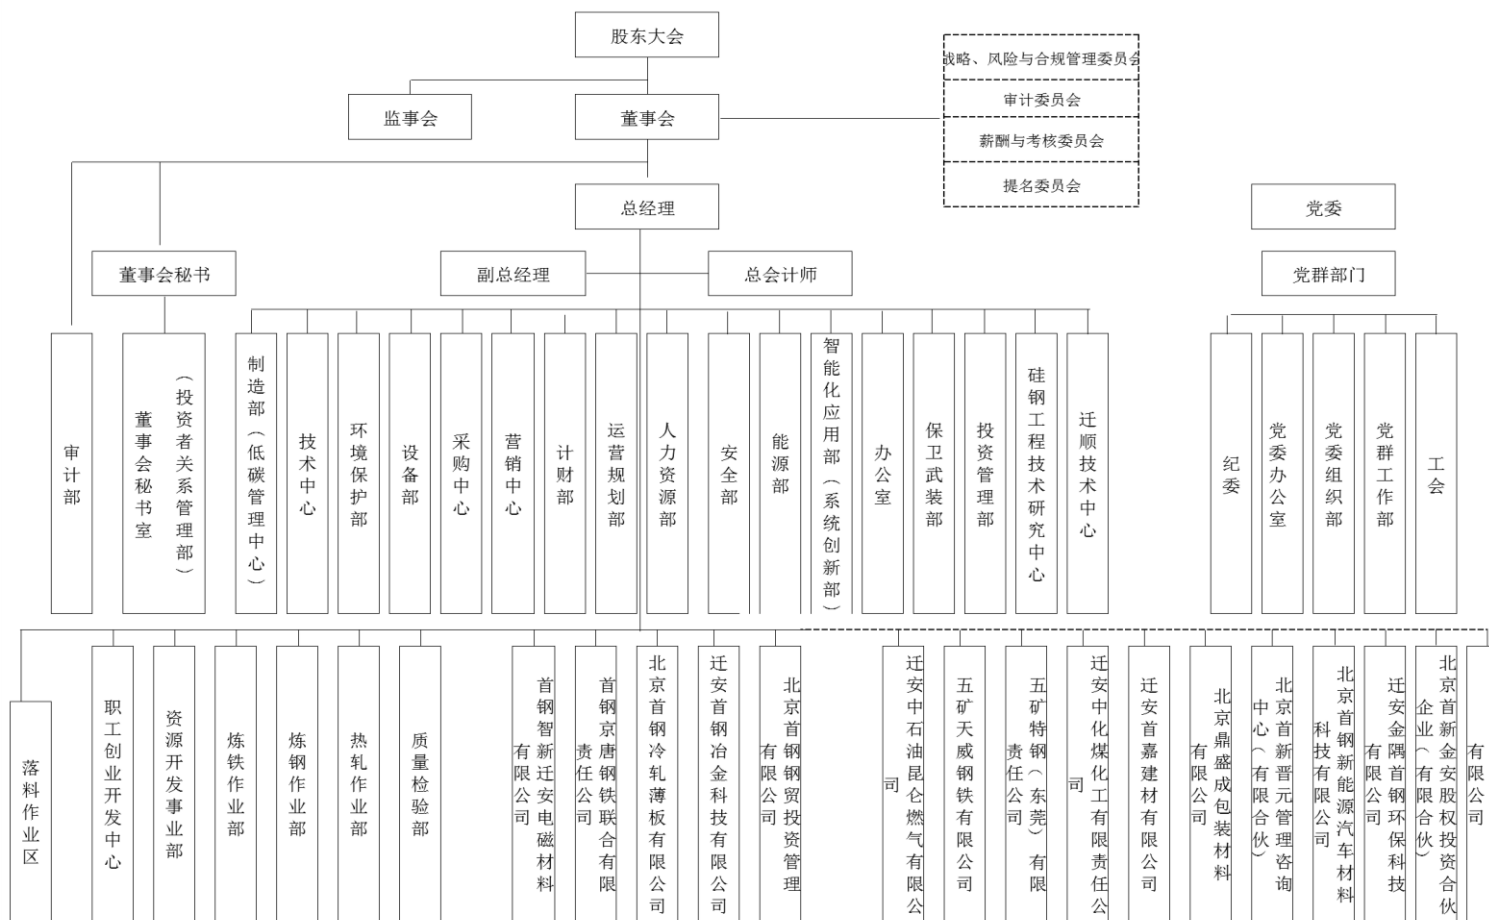 股东大会
战略、风险与合规管理委员会
监事会
董事会
审计委员会
薪酬与考核委员会
提名委员会
总经理
党委
董事会秘书
副总经理
总会计师
党群部门
审计部
董事会秘书室
（投资者关系管理部）
制造部（低碳管理中心）
技术中心
环境保护部
设备部
采购中心
营销中心
计财部
运营规划部
人力资源部
安全部
能源部
智能化应用部（系统创新部）
办公室
保卫武装部
投资管理部
硅钢工程技术研究中心
迁顺技术中心
纪委
党委办公室
党委组织部
党群工作部
工会
落料作业区
职工创业开发中心
资源开发事业部
炼铁作业部
炼钢作业部
热轧作业部
质量检验部
首钢智新迁安电磁材料
有限公司
首钢京唐钢铁联合有限
责任公司
北京首钢冷轧薄板有限公司
迁安首钢冶金科技有限公司
北京首钢钢贸投资管理
有限公司
迁安中石油昆仑燃气有限公
司
五矿天威钢铁有限公司
五矿特钢（东莞）有限
责任公司
迁安中化煤化工有限责任公
司
迁安首嘉建材有限公司
北京鼎盛成包装材料
有限公司
北京首新晋元管理咨询
中心（有限合伙）
北京首钢新能源汽车材料
科技有限公司
迁安金隅首钢环保科技
有限公司
北京首新金安股权投资合伙
企业（有限合伙）
有限公司